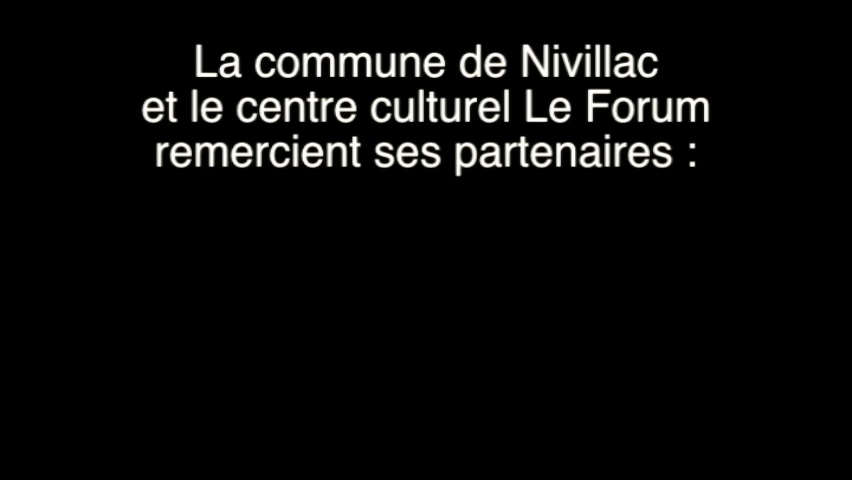 La commune de Nivillac
et le centre culturel Le Forum
remercient ses partenaires :